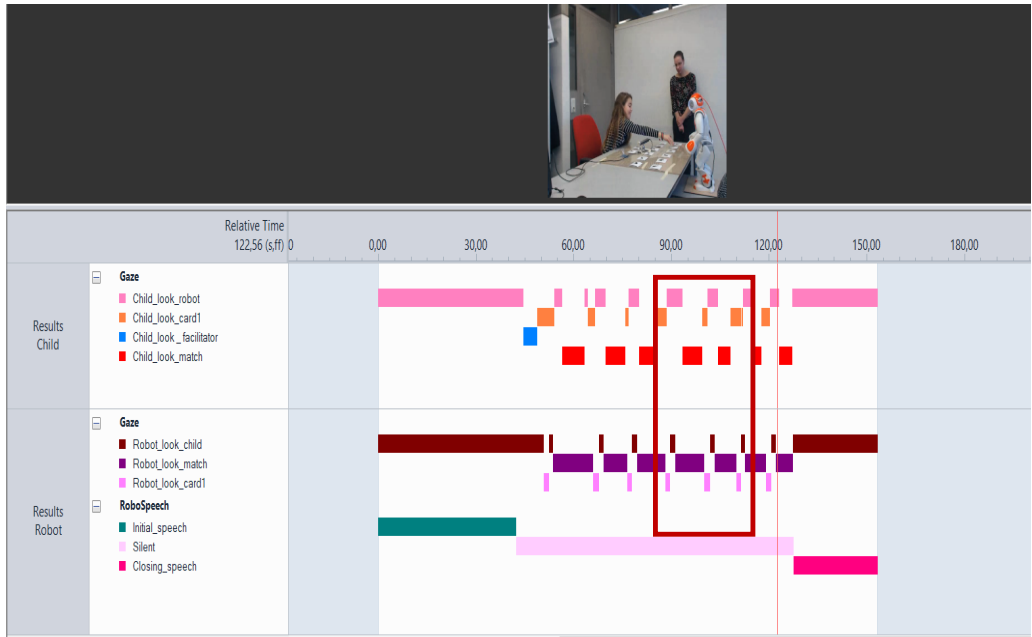 Relative Time
122,56 (s,ff) 0 0,00 30,00 60,00 90,00 120,00 150,00 180,00
Results
Child
Gaze
Child_look_robot
Child_look_card1
Child_look _ facilitator
Child_look_match
Results
Robot
Gaze
Robot_look_child
Robot_look_match
Robot_look_card1
RoboSpeech
Initial_speech
Silent
Closing_speech